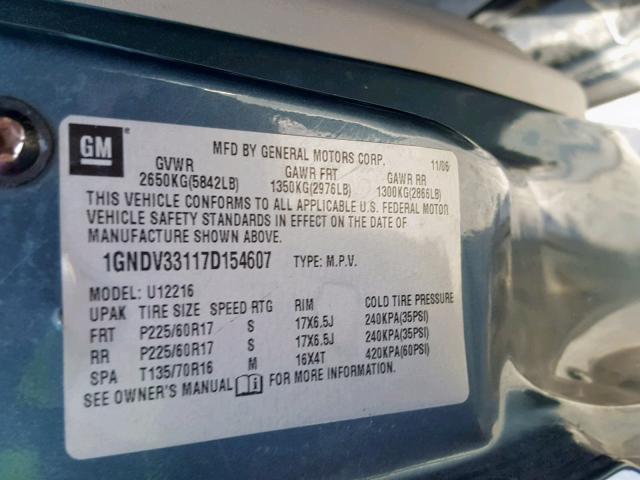 GM
MFD BY GENERAL MOTORS CORP. 11/06
GVWR GAWR FRT GAWR RR
2650KG(5842LB) 1350KG(2976LB) 1300KG(2866LB)
THIS VEHICLE CONFORMS TO ALL APPLICABLE U.S. FEDERAL MOTOR
VEHICLE SAFETY STANDARDS IN EFFECT ON THE DATE OF
MANUFACTURE SHOWN ABOVE.
1GNDV33117D154607 TYPE: M.P.V.
MODEL: U12216
UPAK TIRE SIZE SPEED RTG RIM COLD TIRE PRESSURE
FRT P225/60R17 S 17X6.5J 240KPA(35PSI)
RR P225/60R17 S 17X6.5J 240KPA(35PSI)
SPA T135/70R16 M 16X4T 420KPA(60PSI)
SEE OWNER'S MANUAL FOR MORE INFORMATION.